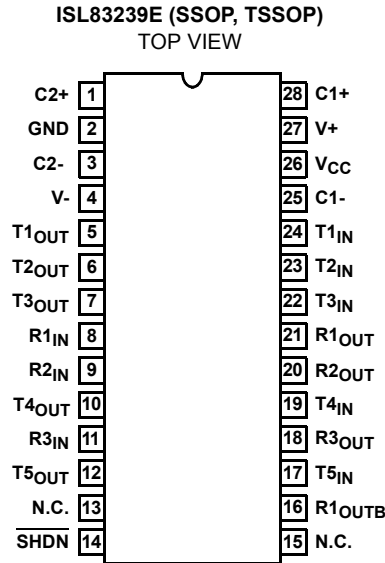 ISL83239E (SSOP, TSSOP)
TOP VIEW
C2+ 1 28 C1+
GND 2 27 V+
C2- 3 26 VCC
V- 4 25 C1-
T1OUT 5 24 T1IN
T2OUT 6 23 T2IN
T3OUT 7 22 T3IN
R1IN 8 21 R1OUT
R2IN 9 20 R2OUT
T4OUT 10 19 T4IN
R3IN 11 18 R3OUT
T5OUT 12 17 T5IN
N.C. 13 16 R1OUTB
SHDN 14 15 N.C.